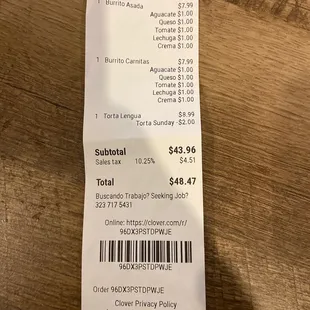 1 Burrito Asada $7.99
Aguacate $1.00
Queso $1.00
Tomate $1.00
Lechuga $1.00
Crema $1.00
1 Burrito Carnitas $7.99
Aguacate $1.00
Queso $1.00
Tomate $1.00
Lechuga $1.00
Crema $1.00
1 Torta Lengua $8.99
Torta Sunday -$2.00
Subtotal $43.96
Sales tax 10.25% $4.51
Total $48.47
Buscando Trabajo? Seeking Job?
323 717 5431
Online: https://clover.com/r/
96DX3PSTDPWJE
96DX3PSTDPWJE
Order 96DX3PSTDPWJE
Clover Privacy Policy